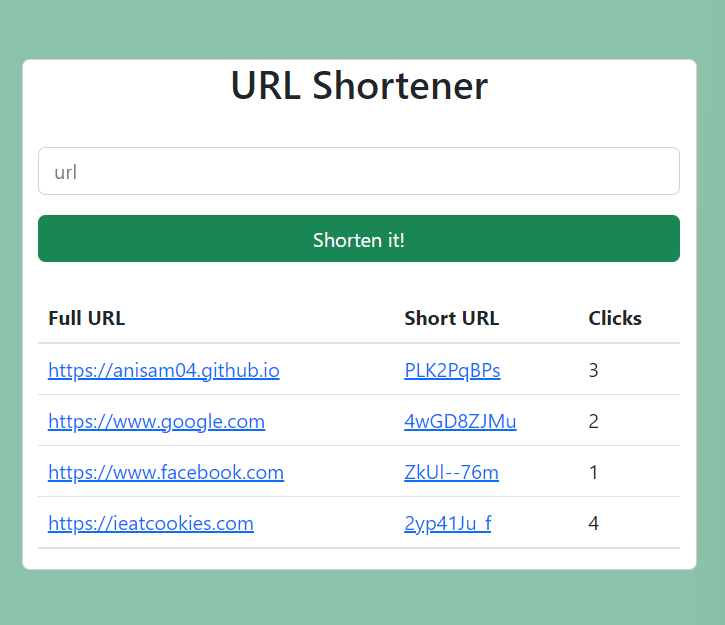 URL Shortener
url
Shorten it!
Full URL Short URL Clicks
https://anisam04.github.io PLK2PqBPs 3
https://www.google.com 4wGD8ZJMu 2
https://www.facebook.com ZkUl--76m 1
https://ieatcookies.com 2yp41Ju_f 4